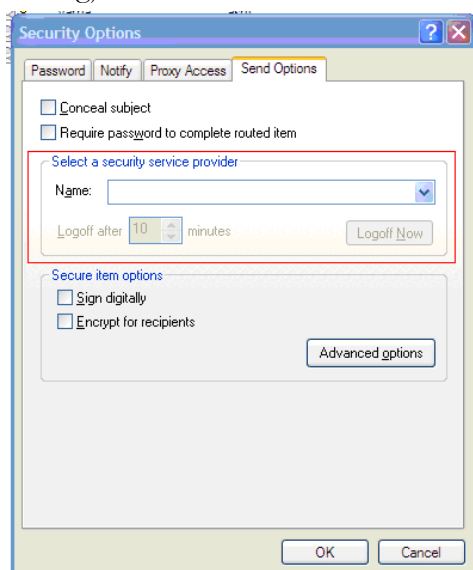 Security Options
Password Notify Proxy Access Send Options
Conceal subject
Require password to complete routed item
Select a security service provider
Name:
Logoff after 10 minutes Logoff Now
Secure item options
Sign digitally
Encrypt for recipients
Advanced options
OK Cancel